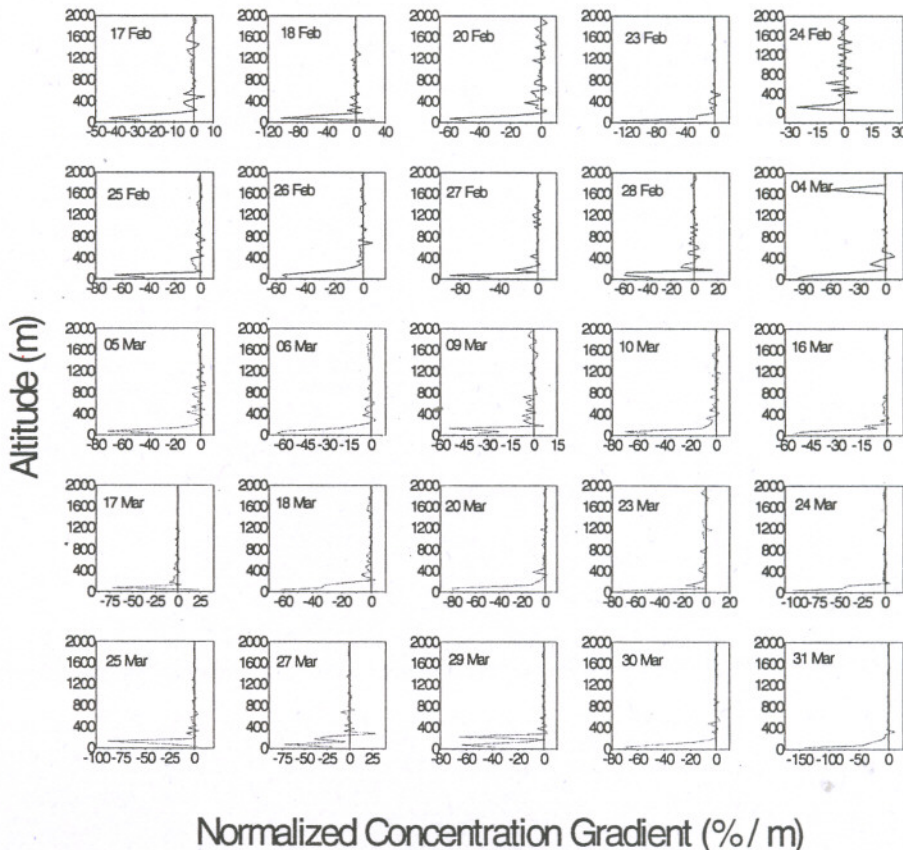 2000 2000 2000 2000 2000
17 Feb 18 Feb 20 Feb 23 Feb 24 Feb
1600 1600 1600 1600 1600
1200 1200 1200 1200 1200
800 800 800 800 800
400 400 400 400 400
0 0 0 0 0
-50 -40 -30 -20 -10 0 10 -120 -80 -40 0 40 -80 -60 -40 -20 0 -120 -80 -40 0 -30 -15 0 15 30
2000 2000 2000 2000 2000
25 Feb 26 Feb 27 Feb 28 Feb 04 Mar
1600 1600 1600 1600 1600
1200 1200 1200 1200 1200
800 800 800 800 800
400 400 400 400 400
0 0 0 0 0
-80 -60 -40 -20 0 -60 -40 -20 0 -80 -60 -40 -20 0 -80 -60 -40 -20 0 20 -90 -60 -30 0
Altitude (m)
2000 2000 2000 2000 2000
05 Mar 06 Mar 09 Mar 10 Mar 16 Mar
1600 1600 1600 1600 1600
1200 1200 1200 1200 1200
800 800 800 800 800
400 400 400 400 400
0 0 0 0 0
-80 -60 -40 -20 0 -60 -45 -30 -15 0 -60 -45 -30 -15 0 15 -80 -60 -40 -20 0 -60 -45 -30 -15 0
2000 2000 2000 2000 2000
17 Mar 18 Mar 20 Mar 23 Mar 24 Mar
1600 1600 1600 1600 1600
1200 1200 1200 1200 1200
800 800 800 800 800
400 400 400 400 400
0 0 0 0 0
-75 -50 -25 0 25 -80 -60 -40 -20 0 -80 -60 -40 -20 0 -80 -60 -40 -20 0 20 -100 -75 -50 -25 0
2000 2000 2000 2000 2000
25 Mar 27 Mar 29 Mar 30 Mar 31 Mar
1600 1600 1600 1600 1600
1200 1200 1200 1200 1200
800 800 800 800 800
400 400 400 400 400
0 0 0 0 0
-100 -75 -50 -25 0 -75 -50 -25 0 25 -80 -60 -40 -20 0 -80 -60 -40 -20 0 -150 -100 -50 0
Normalized Concentration Gradient (% / m)